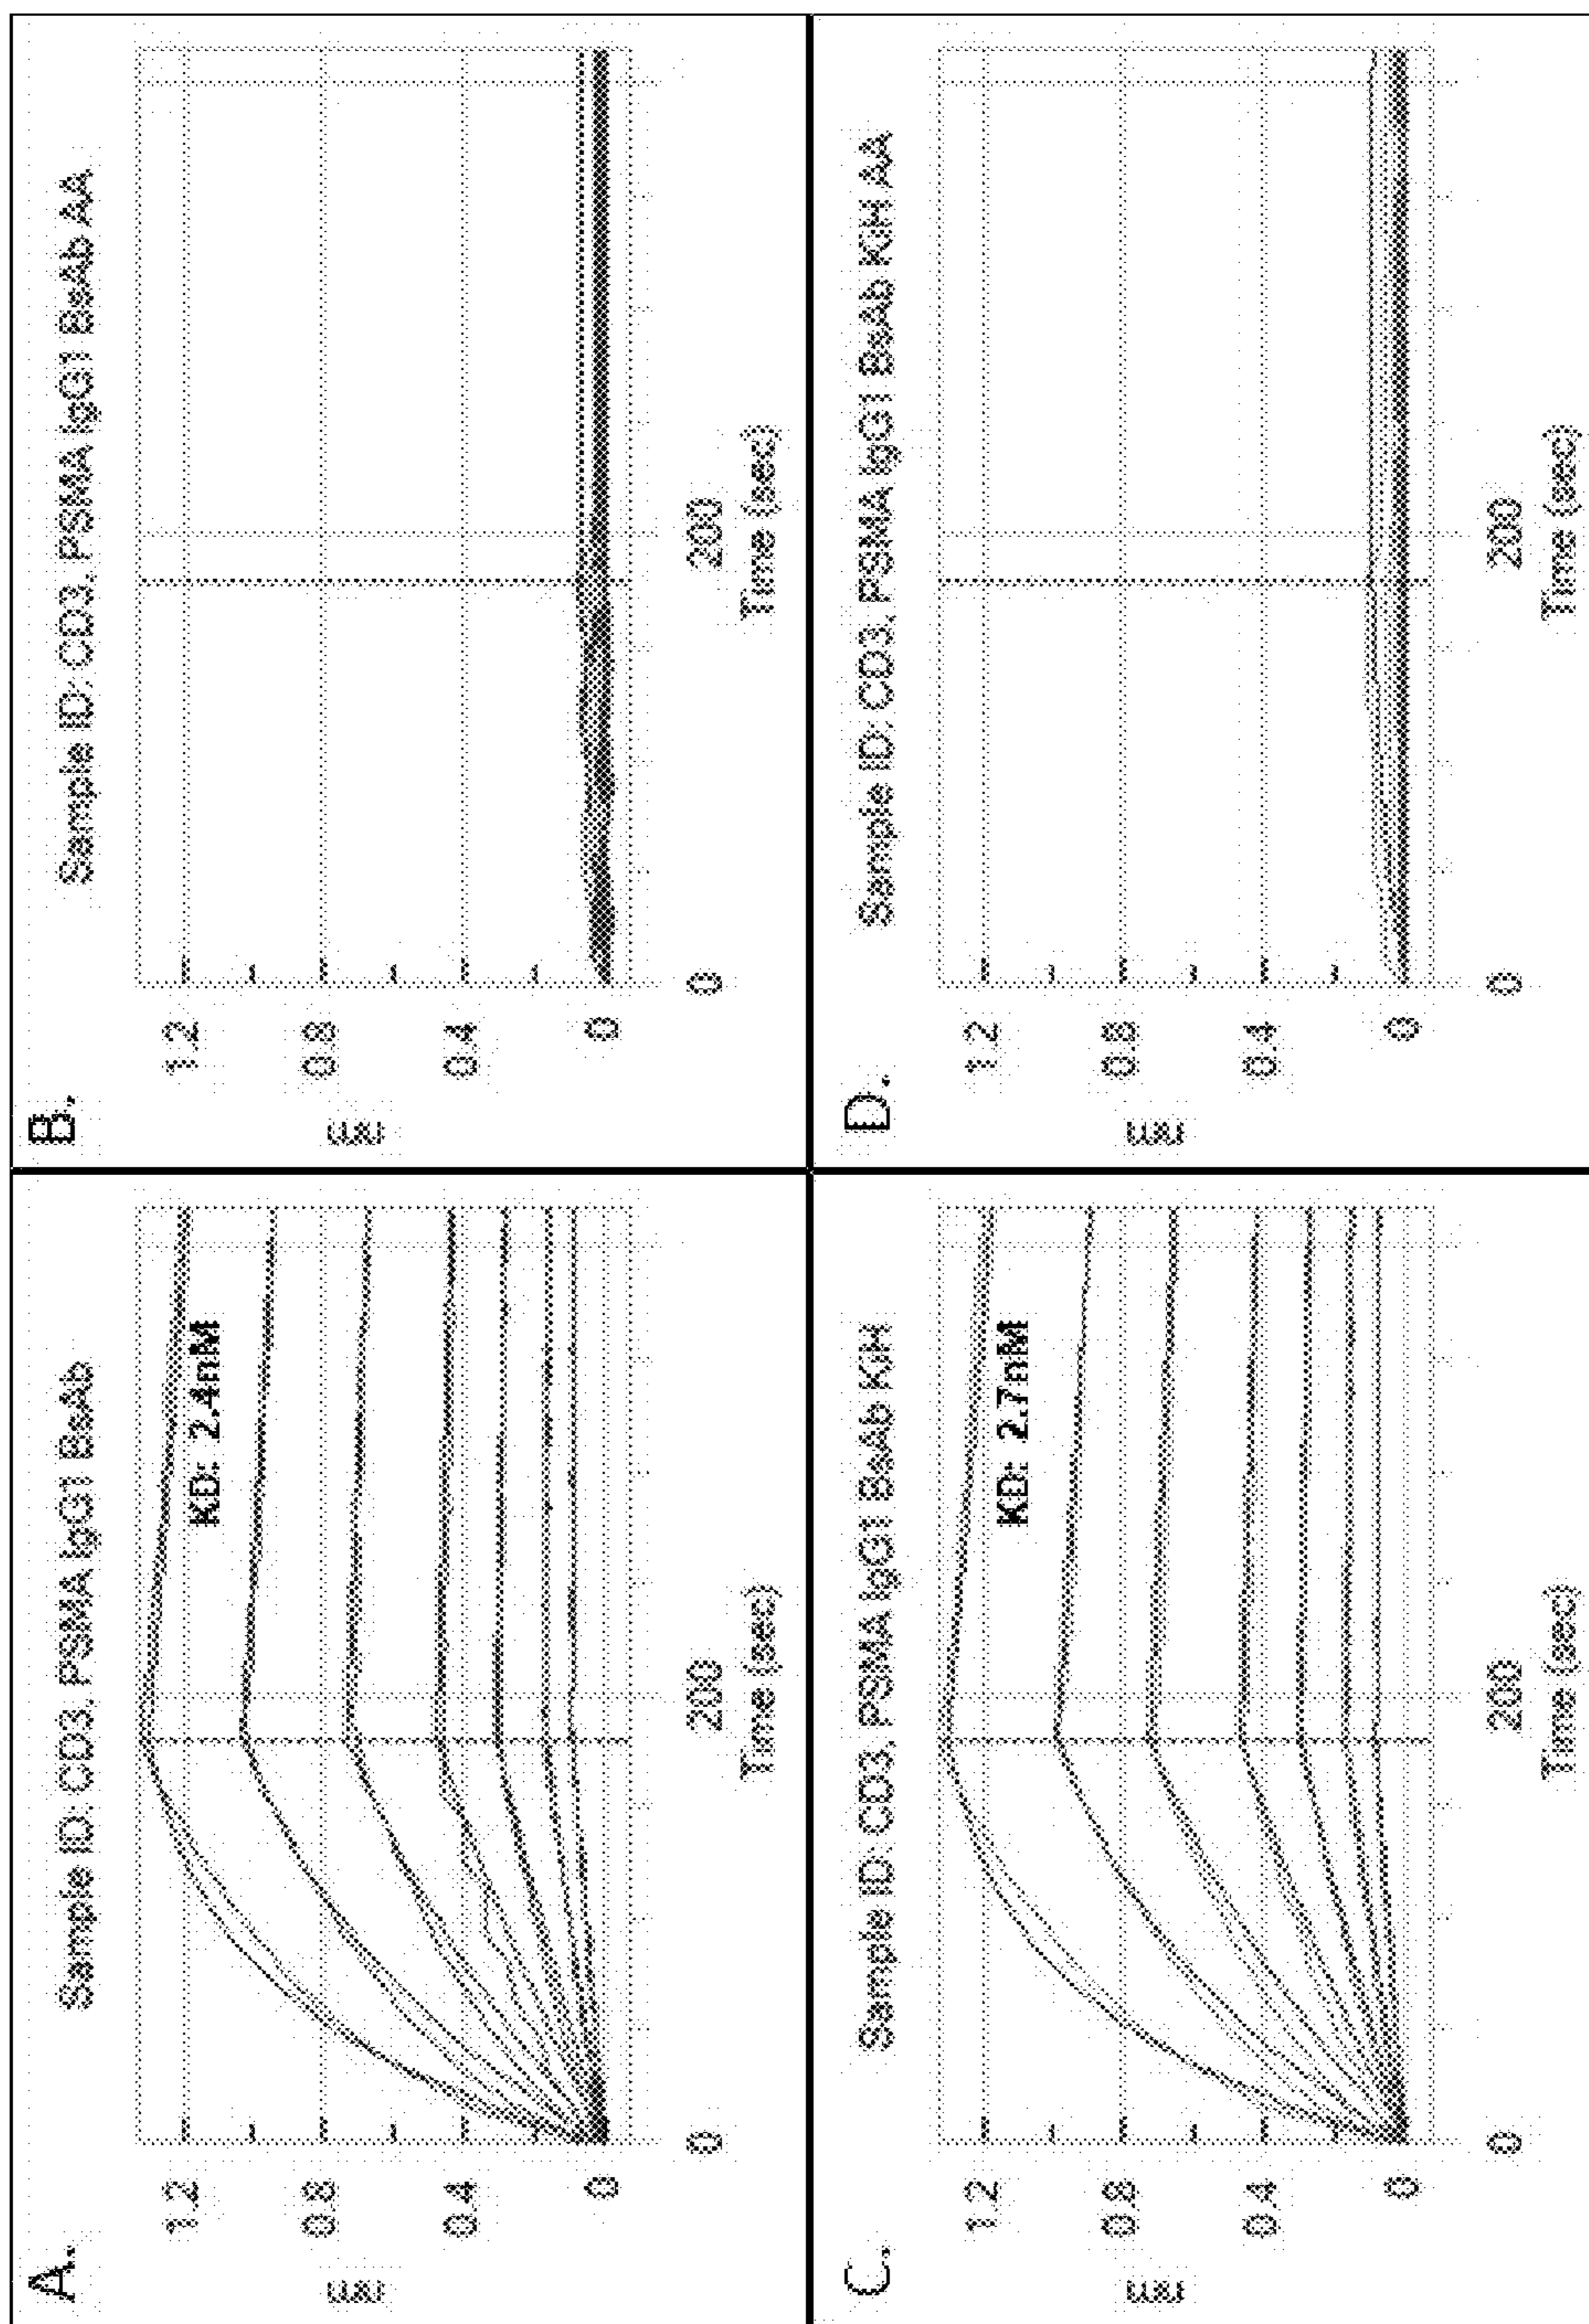 A.
Sample ID: CD3, PSMA IgG1 BsAb
nm
1.2
0.8
0.4
0
KD: 2.4nM
0
200
Time (sec)
B.
Sample ID: CD3, PSMA IgG1 BsAb AA
nm
1.2
0.8
0.4
0
0
200
Time (sec)
C.
Sample ID: CD3, PSMA IgG1 BsAb KiH
nm
1.2
0.8
0.4
0
KD: 2.7nM
0
200
Time (sec)
D.
Sample ID: CD3, PSMA IgG1 BsAb KiH AA
nm
1.2
0.8
0.4
0
0
200
Time (sec)